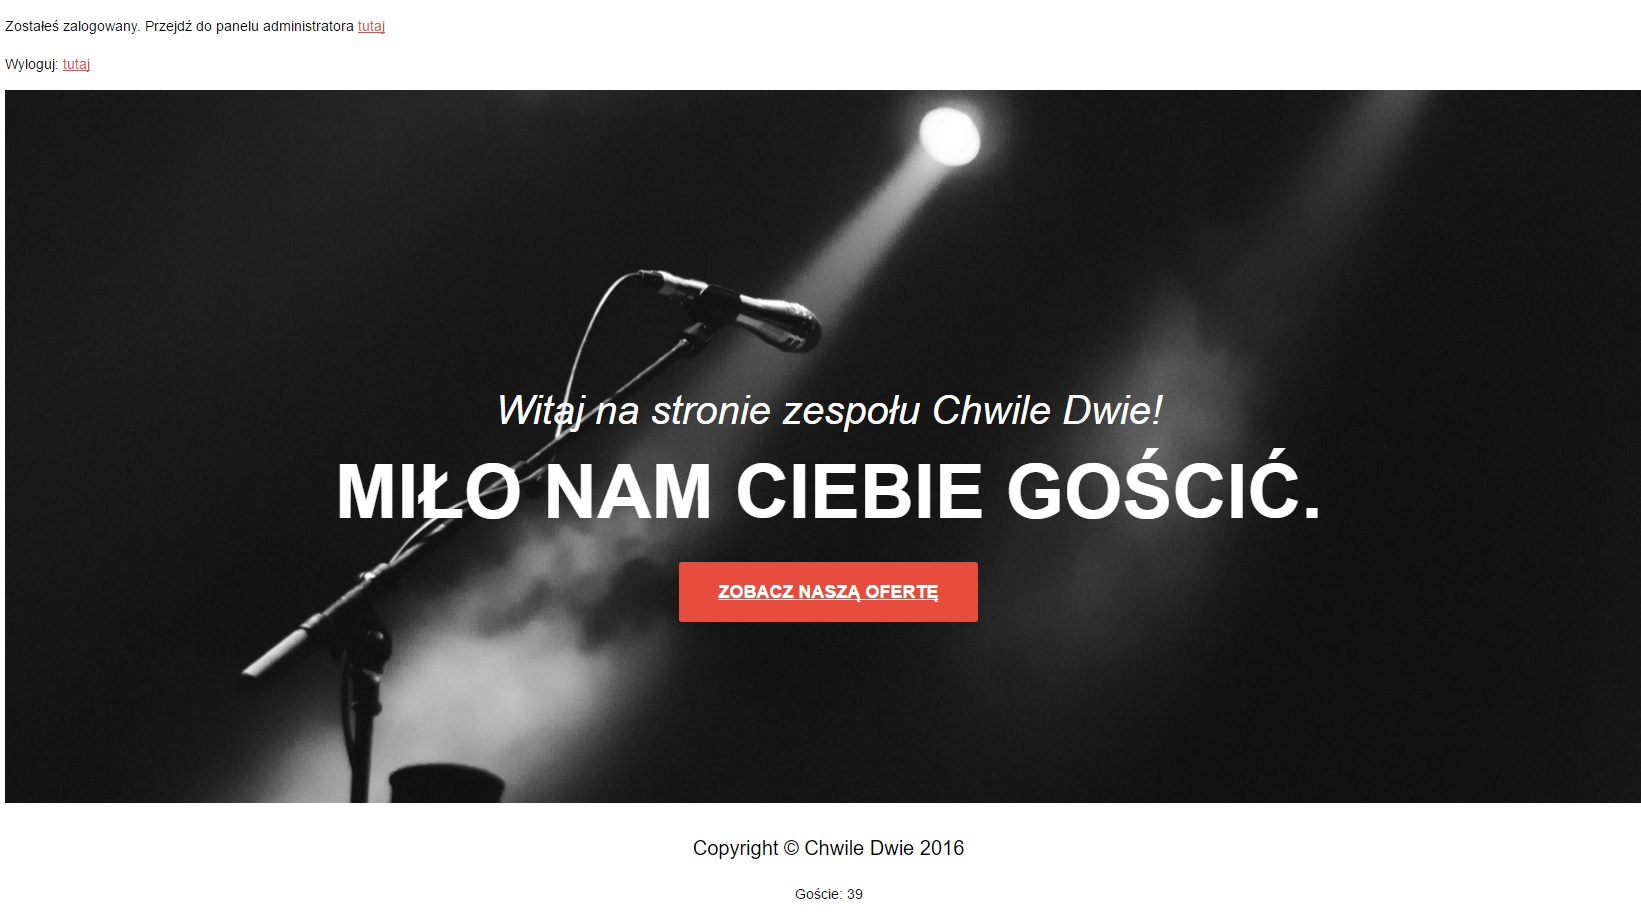 Zostałeś zalogowany. Przejdź do panelu administratora tutaj
Wyloguj: tutaj
Witaj na stronie zespołu Chwile Dwie!
MIŁO NAM CIEBIE GOŚCIĆ.
ZOBACZ NASZĄ OFERTĘ
Copyright © Chwile Dwie 2016
Goście: 39